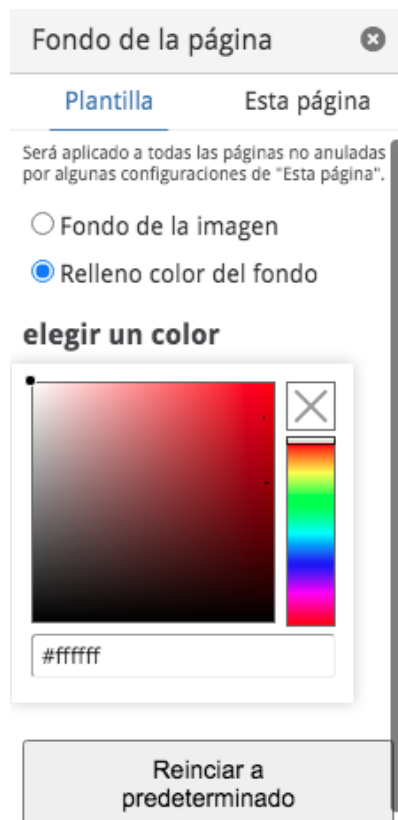 Fondo de la página
Plantilla Esta página
Será aplicado a todas las páginas no anuladas
por algunas configuraciones de "Esta página".
Fondo de la imagen
Relleno color del fondo
elegir un color
#ffffff
Reinciar a
predeterminado